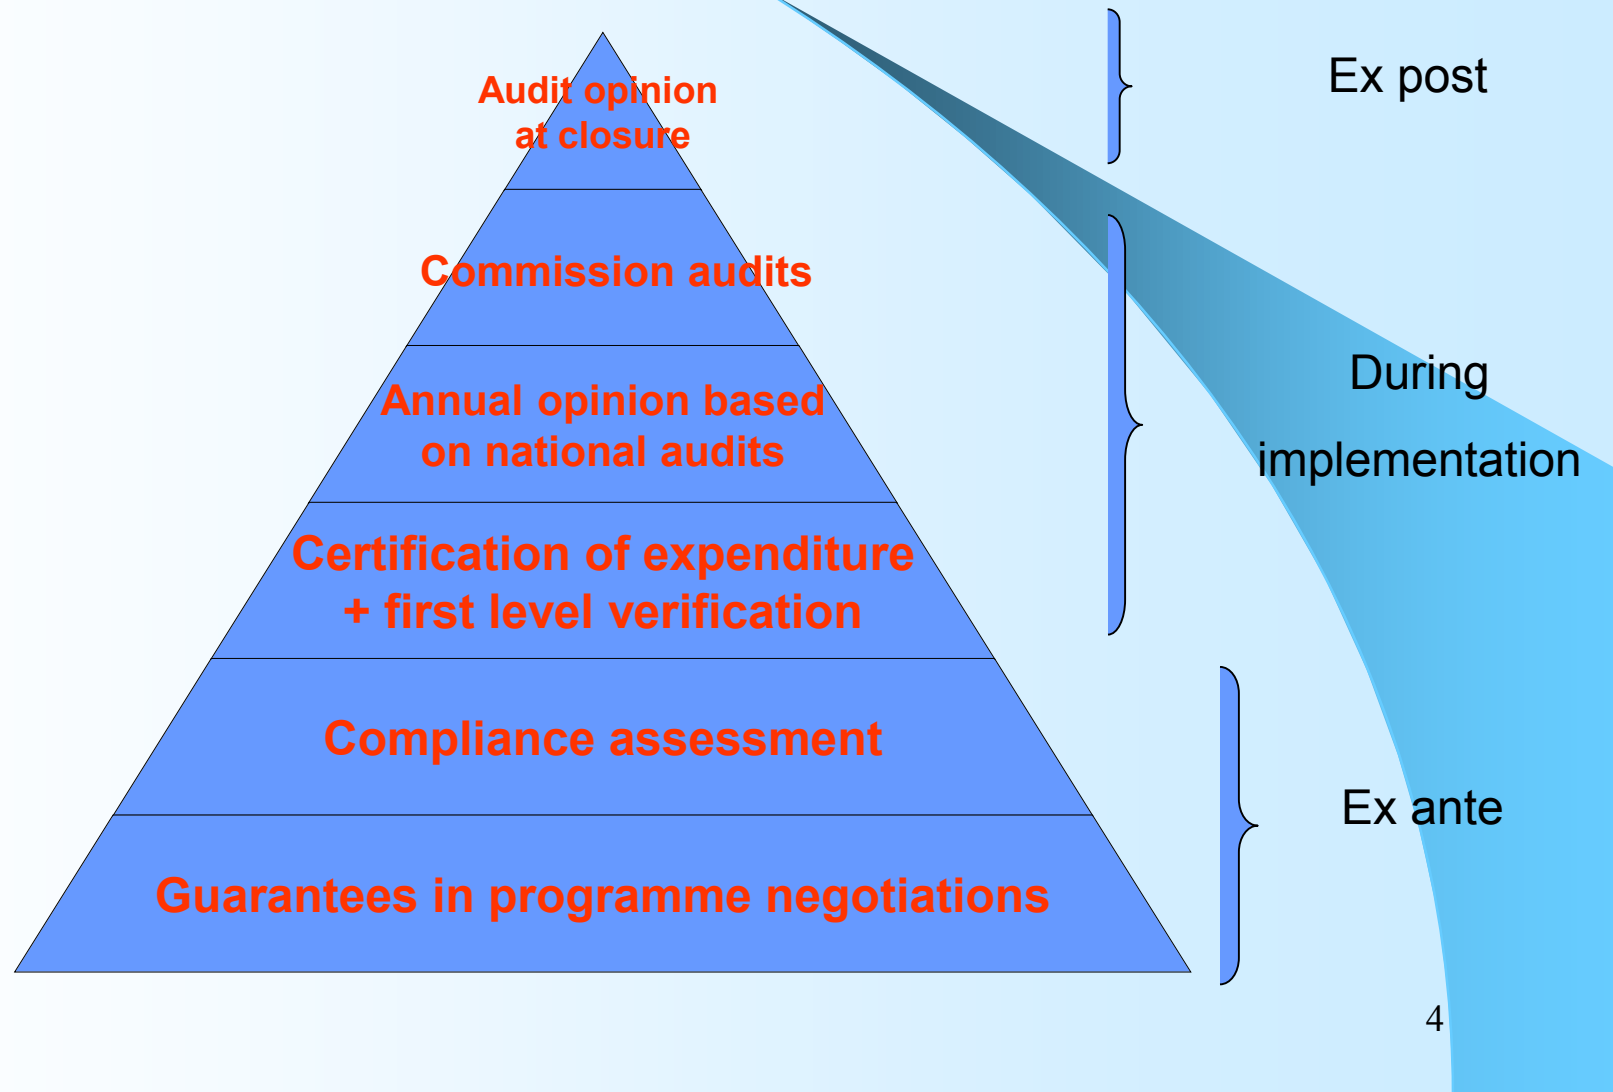 Audit opinion
at closure
Ex post
Commission audits
Annual opinion based
on national audits
Certification of expenditure
+ first level verification
During
implementation
Compliance assessment
Guarantees in programme negotiations
Ex ante
4